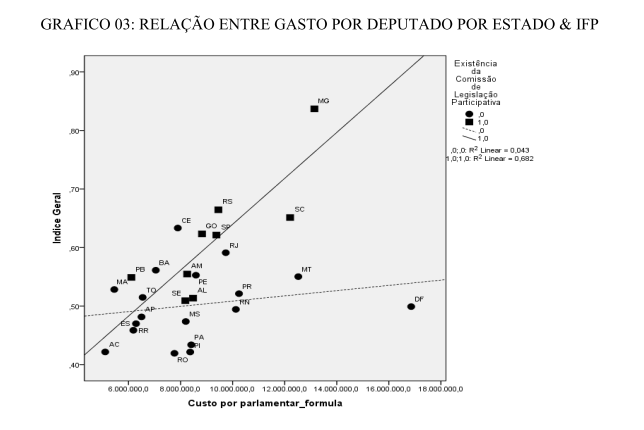 GRAFICO 03: RELAÇÃO ENTRE GASTO POR DEPUTADO POR ESTADO & IFP
Existência
da
Comissão
de
Legislação
Participativa
,0
1,0
,0
1,0
,0;,0: R² Linear = 0,043
1,0;1,0: R² Linear = 0,682
Indice Geral
,90
,80
,70
,60
,50
,40
MG
RS
SC
CE
GO
SP
RJ
BA
PB
AM
PE
MT
MA
TO
SE
AL
PR
RN
DF
AP
ES
RR
MS
PA
PI
AC
RO
6.000.000,0
8.000.000,0
10.000.000,0
12.000.000,0
14.000.000,0
16.000.000,0
18.000.000,0
Custo por parlamentar_formula